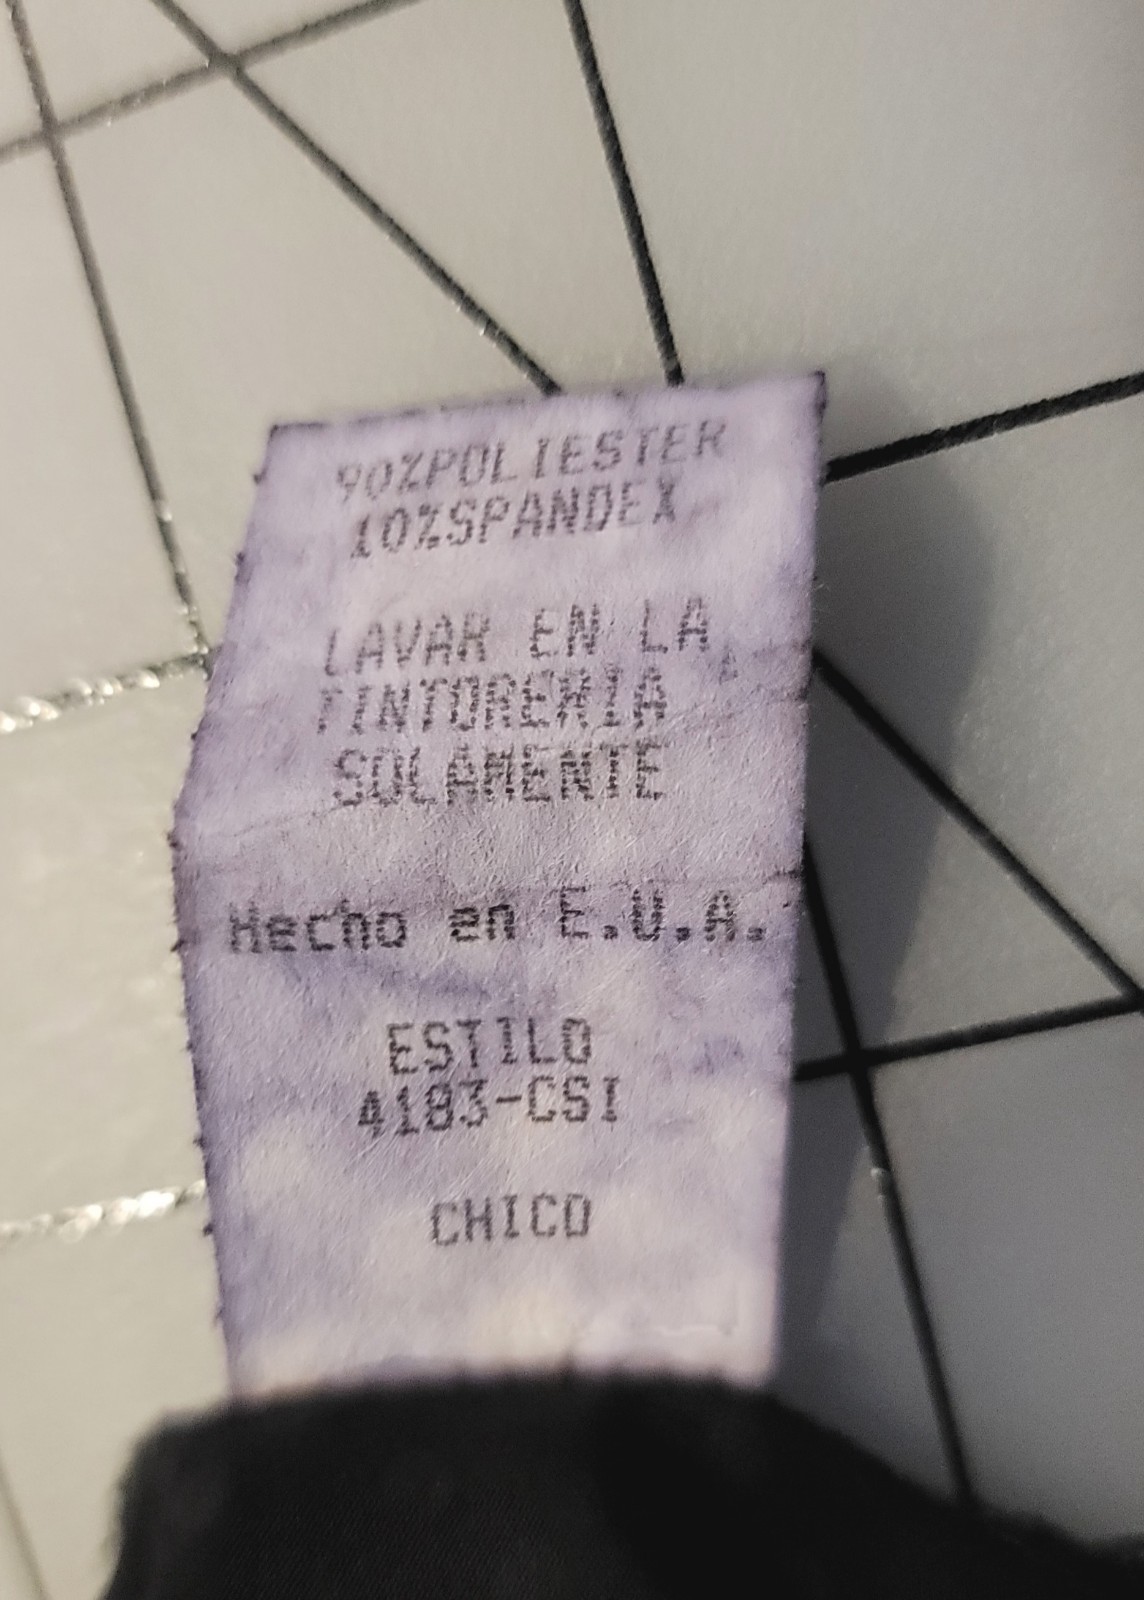 90%POLIESTER
10%SPANDEX
LAVAR EN LA
TINTORERIA
SOLAMENTE
Hecho en E.U.A.
ESTILO
4183-CSI
CHICO